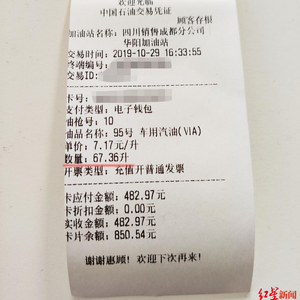 欢迎光临
中国石油交易凭证
顾客存根
加油站名称: 四川销售成都分公司
华阳加油站
交易时间:2019-10-29 16:33:55
终端编号:
交易ID:
卡号:
支付类型: 电子钱包
油枪: 10
油品名称: 95号 车用汽油(VIA)
单价: 7.17元/升
数量: 67.36升
开票类型: 充值开普通发票
卡应付金额: 482.97元
卡折扣金额: 0.00元
实收金额: 482.97元
卡片余额: 850.54元
谢谢惠顾! 欢迎下次再来!
红星新闻